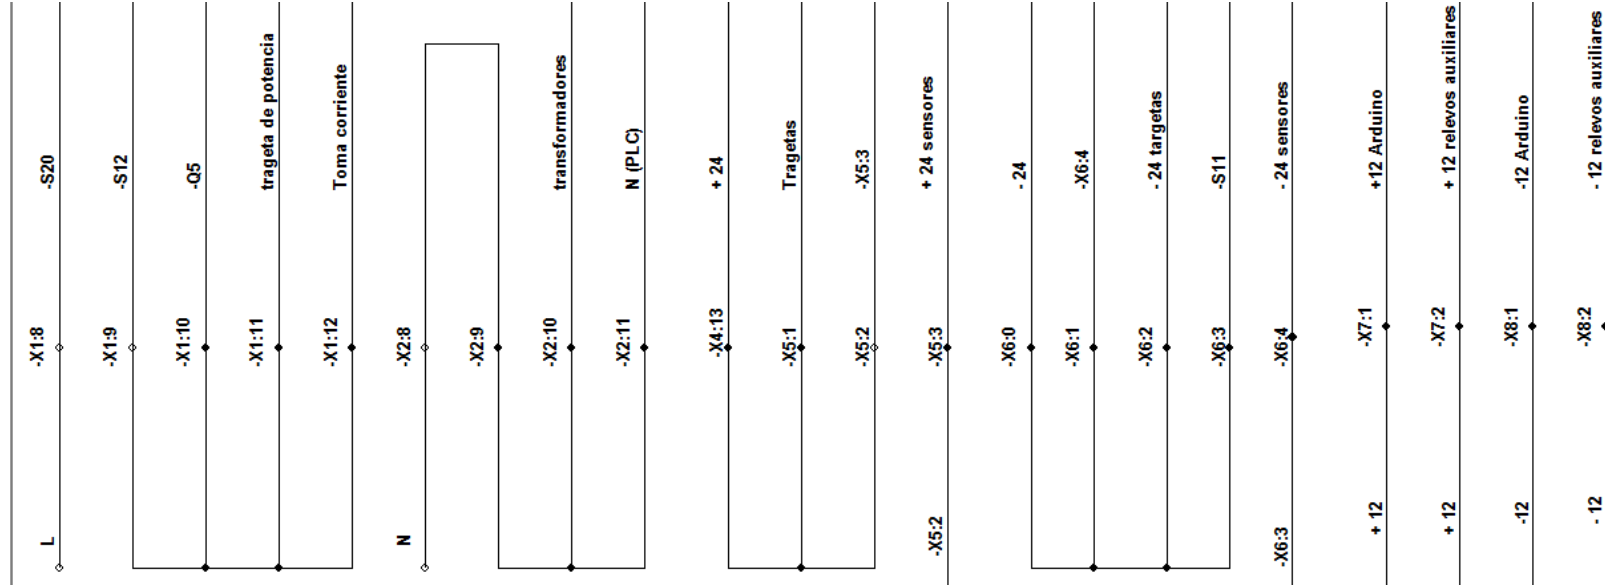 -S20
-S12
-Q5
trageta de potencia
Toma corriente
transformadores
N (PLC)
+ 24
Tragetas
-X5:3
+ 24 sensores
- 24
-X6:4
- 24 targetas
-S11
- 24 sensores
+12 Arduino
+ 12 relevos auxiliares
-12 Arduino
- 12 relevos auxiliares
-X1:8
-X1:9
-X1:10
-X1:11
-X1:12
-X2:8
-X2:9
-X2:10
-X2:11
-X4:13
-X5:1
-X5:2
-X5:3
-X6:0
-X6:1
-X6:2
-X6:3
-X6:4
-X7:1
-X7:2
-X8:1
-X8:2
L
N
-X5:2
-X6:3
+ 12
+ 12
-12
- 12